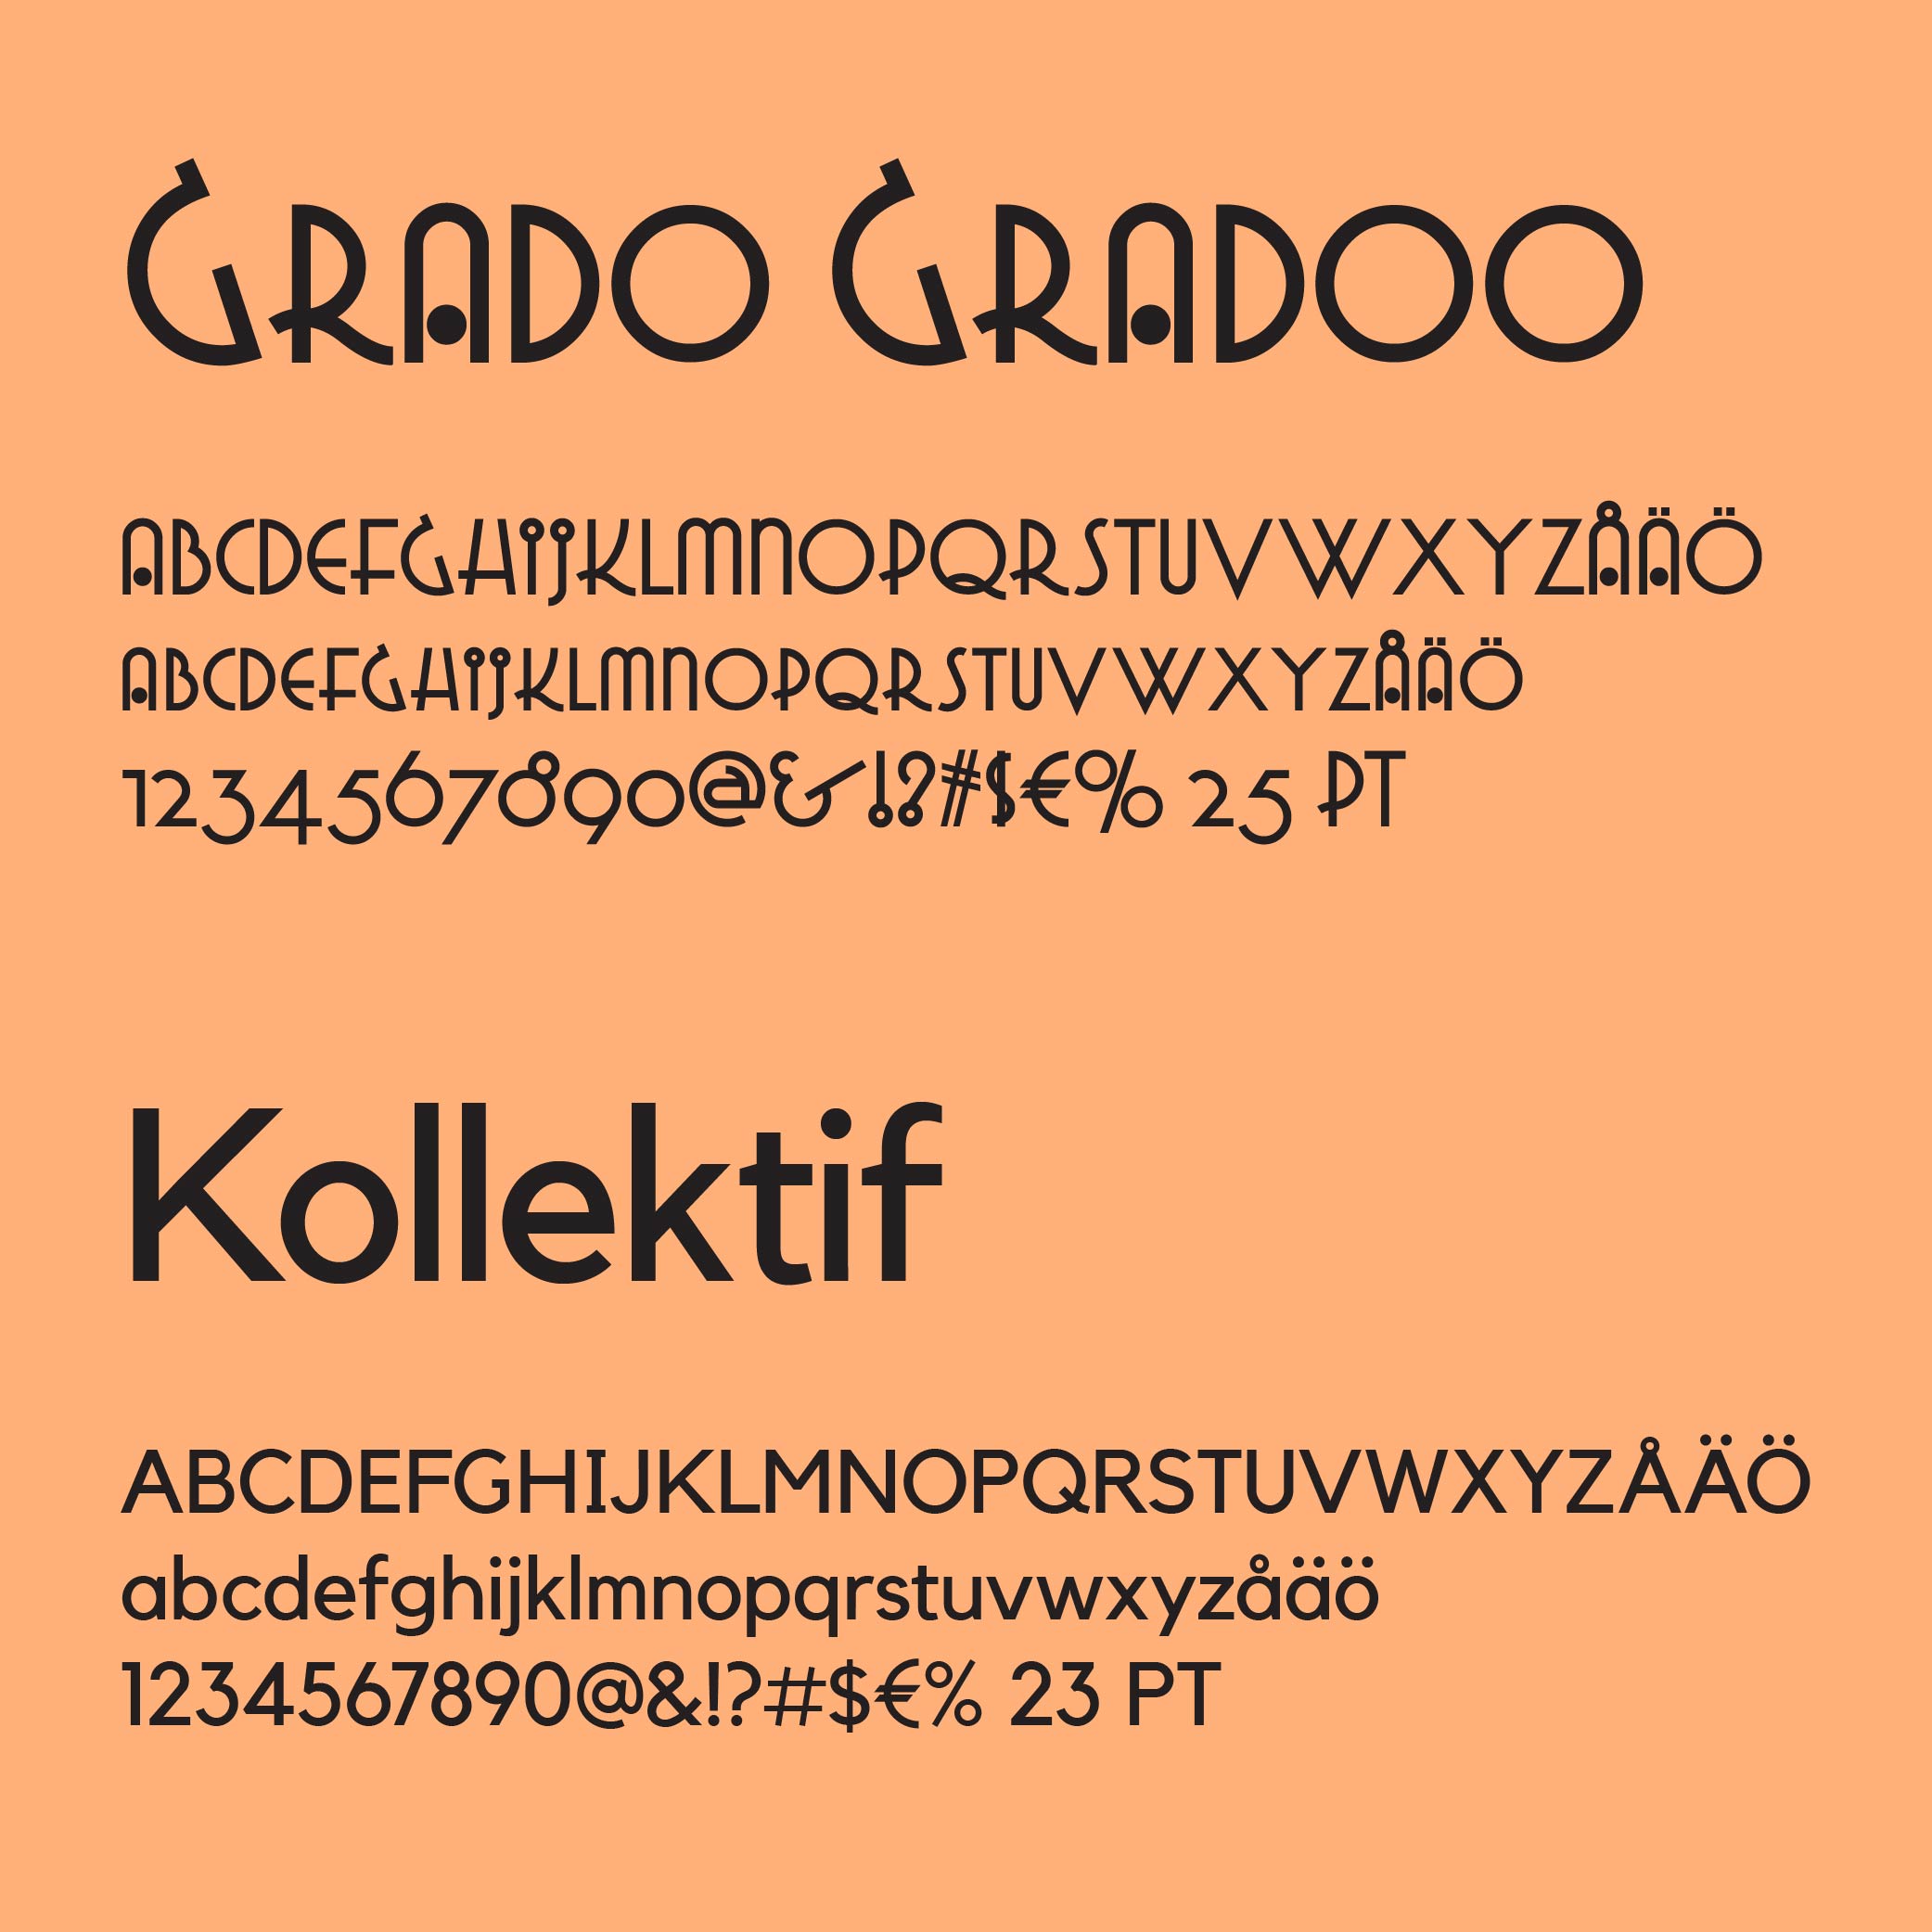 GRADO GRADOO
ABCDEFGHIJKLMNOPQRSTUVWXYZÅÄÖ
ABCDEFGHIJKLMNOPQRSTUVWXYZÅÄÖ
1234567890@&!?#$€% 25 PT
Kollektif
ABCDEFGHIJKLMNOPQRSTUVWXYZÅÄÖ
abcdefghijklmnopqrstuvwxyzåäö
1234567890@&!?#$€% 23 PT